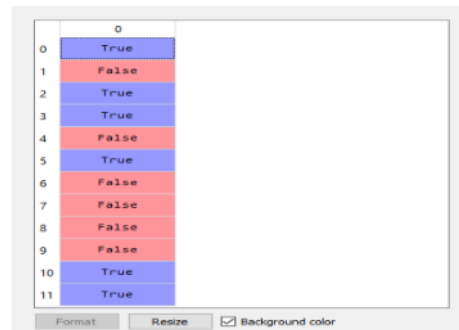 0
0 True
1 False
2 True
3 True
4 False
5 True
6 False
7 False
8 False
9 False
10 True
11 True
Format Resize Background color